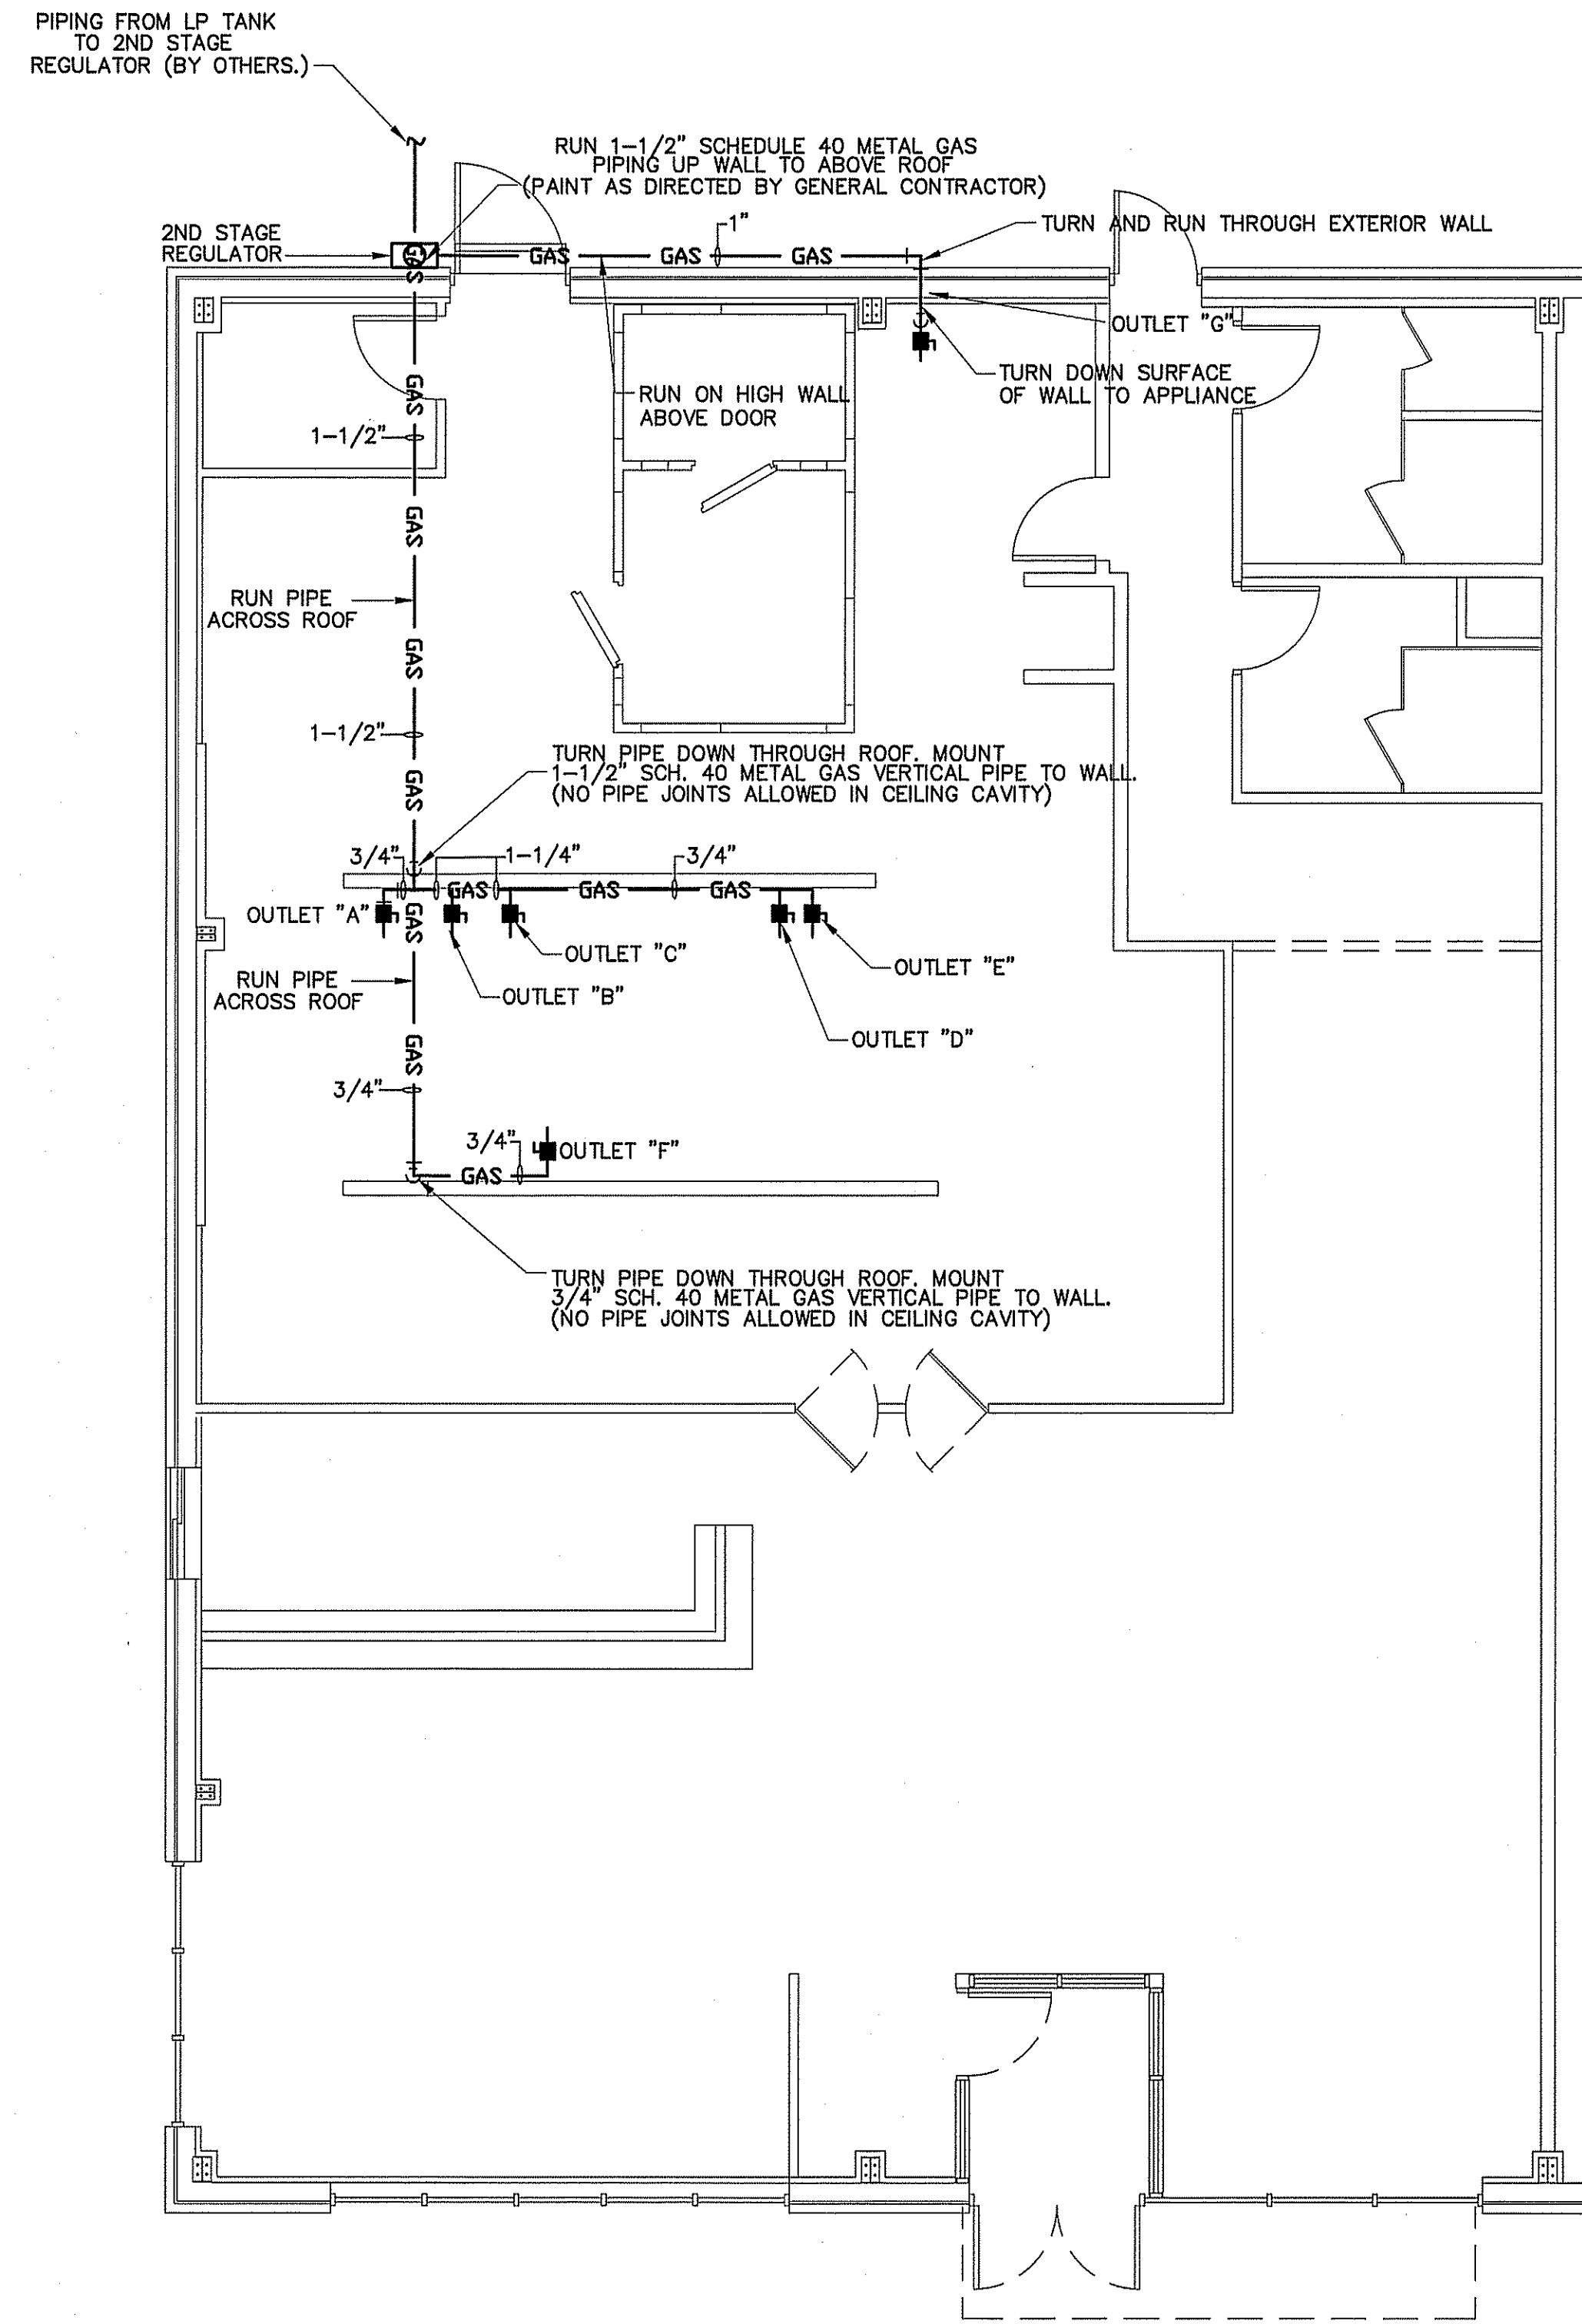 PIPING FROM LP TANK
TO 2ND STAGE
REGULATOR (BY OTHERS.)
RUN 1-1/2" SCHEDULE 40 METAL GAS
PIPING UP WALL TO ABOVE ROOF
(PAINT AS DIRECTED BY GENERAL CONTRACTOR)
1"
TURN AND RUN THROUGH EXTERIOR WALL
2ND STAGE
REGULATOR
GAS
GAS
GAS
GAS
OUTLET "G"
TURN DOWN SURFACE
OF WALL TO APPLIANCE
RUN ON HIGH WALL
ABOVE DOOR
GAS
1-1/2"
GAS
RUN PIPE
ACROSS ROOF
GAS
1-1/2"
GAS
TURN PIPE DOWN THROUGH ROOF. MOUNT
1-1/2" SCH. 40 METAL GAS VERTICAL PIPE TO WALL.
(NO PIPE JOINTS ALLOWED IN CEILING CAVITY)
3/4"
1-1/4"
3/4"
GAS
GAS
GAS
OUTLET "A"
GAS
OUTLET "C"
OUTLET "E"
RUN PIPE
ACROSS ROOF
OUTLET "B"
OUTLET "D"
GAS
3/4"
3/4"
OUTLET "F"
GAS
TURN PIPE DOWN THROUGH ROOF. MOUNT
3/4" SCH. 40 METAL GAS VERTICAL PIPE TO WALL.
(NO PIPE JOINTS ALLOWED IN CEILING CAVITY)